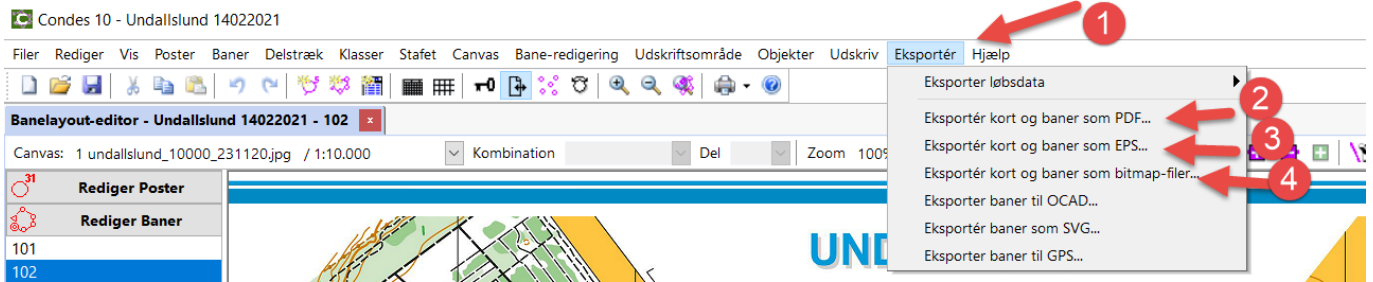 Condes 10 - Undallslund 14022021
1
Filer Rediger Vis Poster Baner Delstræk Klasser Stafet Canvas Bane-redigering Udskriftsområde Objekter Udskriv Eksportér Hjælp
Eksporter løbsdata
2
Banelayout-editor - Undallslund 14022021 - 102 x
Eksportér kort og baner som PDF...
3
Canvas: 1 undallslund_10000_231120.jpg / 1:10.000 Kombination Del Zoom 100%
Eksportér kort og baner som EPS...
4
Eksportér kort og baner som bitmap-filer...
31
Rediger Poster
Eksporter baner til OCAD...
Rediger Baner
Eksportér baner som SVG...
101
UND
Eksporter baner til GPS...
102